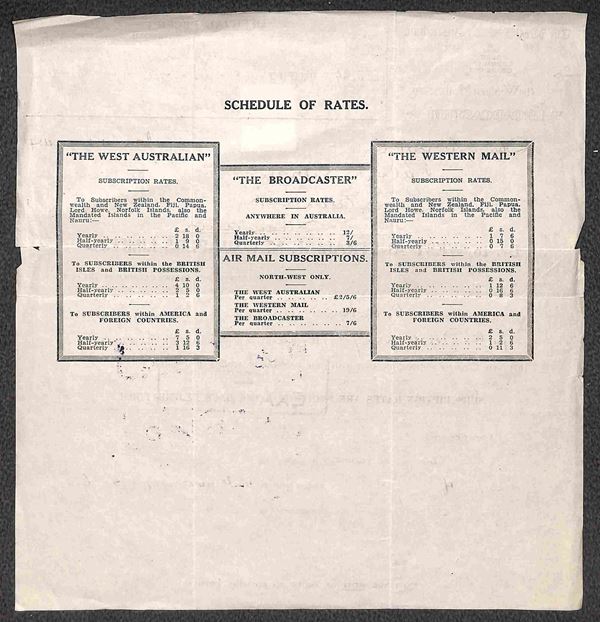 SCHEDULE OF RATES.
"THE WEST AUSTRALIAN"
SUBSCRIPTION RATES.
To Subscribers within the Common-
wealth and New Zealand, Fiji, Papua,
Lord Howe, Norfolk Islands, also the
Mandated Islands in the Pacific and
Nauru:—
£ s. d.
Yearly .. .. .. .. .. 2 18 0
Half-yearly .. .. .. .. 1 9 0
Quarterly .. .. .. .. 0 14 6
To SUBSCRIBERS within the BRITISH
ISLES and BRITISH POSSESSIONS.
£ s. d.
Yearly .. .. .. .. .. 4 10 0
Half-yearly .. .. .. .. 2 5 0
Quarterly .. .. .. .. 1 2 6
To SUBSCRIBERS within AMERICA and
FOREIGN COUNTRIES.
£ s. d.
Yearly .. .. .. .. .. 7 5 0
Half-yearly .. .. .. .. 3 12 6
Quarterly .. .. .. .. 1 16 3
"THE BROADCASTER"
SUBSCRIPTION RATES.
ANYWHERE IN AUSTRALIA.
Yearly .. .. .. .. .. 12/
Half-yearly .. .. .. .. 7/
Quarterly .. .. .. .. 3/6
AIR MAIL SUBSCRIPTIONS.
NORTH-WEST ONLY.
THE WEST AUSTRALIAN
Per quarter .. .. .. .. £2/5/6
THE WESTERN MAIL
Per quarter .. .. .. .. 19/6
THE BROADCASTER
Per quarter .. .. .. .. 7/6
"THE WESTERN MAIL"
SUBSCRIPTION RATES.
To Subscribers within the Common-
wealth and New Zealand, Fiji, Papua,
Lord Howe, Norfolk Islands, also the
Mandated Islands in the Pacific and
Nauru:—
£ s. d.
Yearly .. .. .. .. .. 1 7 6
Half-yearly .. .. .. .. 0 15 0
Quarterly .. .. .. .. 0 7 6
To SUBSCRIBERS within the BRITISH
ISLES and BRITISH POSSESSIONS.
£ s. d.
Yearly .. .. .. .. .. 1 12 6
Half-yearly .. .. .. .. 0 16 6
Quarterly .. .. .. .. 0 8 3
To SUBSCRIBERS within AMERICA and
FOREIGN COUNTRIES.
£ s. d.
Yearly .. .. .. .. .. 2 5 0
Half-yearly .. .. .. .. 1 2 6
Quarterly .. .. .. .. 0 11 3